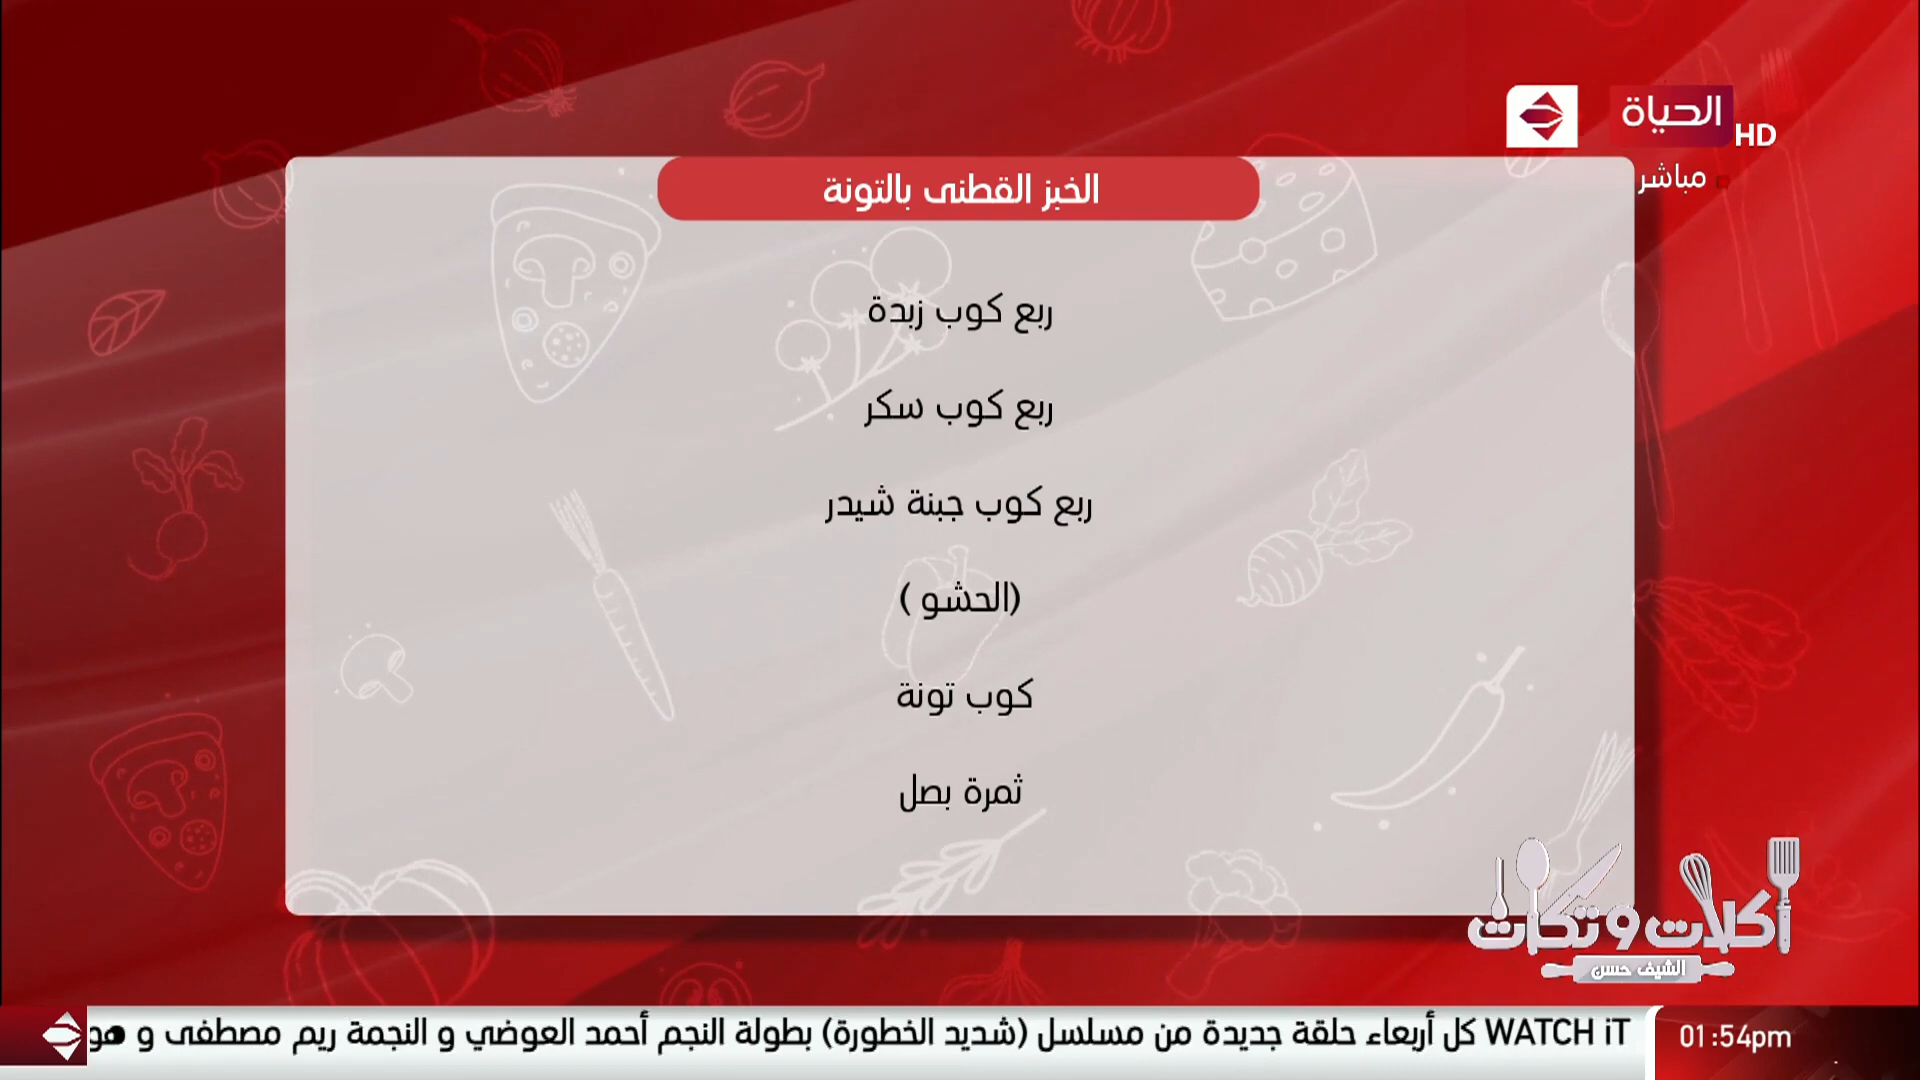 الحياة
HD
مباشر
الخبز القطنى بالتونة
ربع كوب زبدة
ربع كوب سكر
ربع كوب جبنة شيدر
(الحشو )
كوب تونة
ثمرة بصل
أكلات و تكات
الشيف حسن
WATCH iT كل أربعاء حلقة جديدة من مسلسل (شديد الخطورة) بطولة النجم أحمد العوضي و النجمة ريم مصطفى و
01:54pm